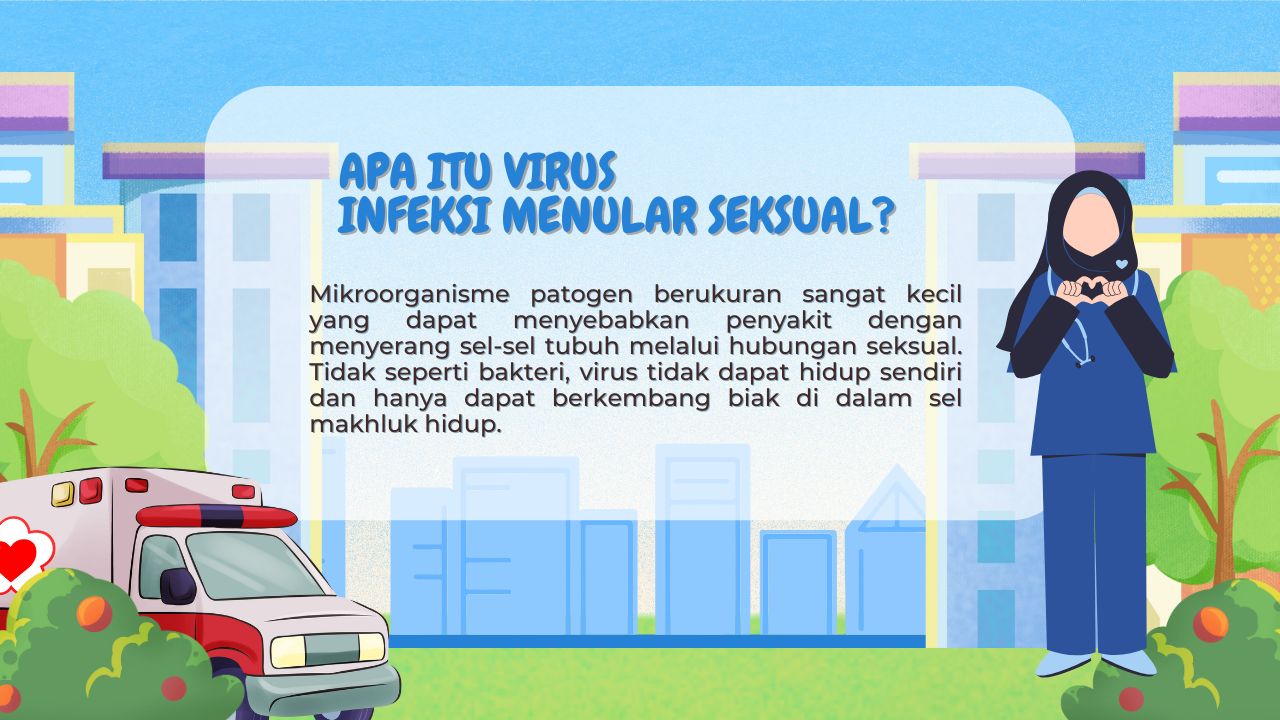 APA ITU VIRUS
INFEKSI MENULAR SEKSUAL?
Mikroorganisme patogen berukuran sangat kecil
yang dapat menyebabkan penyakit dengan
menyerang sel-sel tubuh melalui hubungan seksual.
Tidak seperti bakteri, virus tidak dapat hidup sendiri
dan hanya dapat berkembang biak di dalam sel
makhluk hidup.